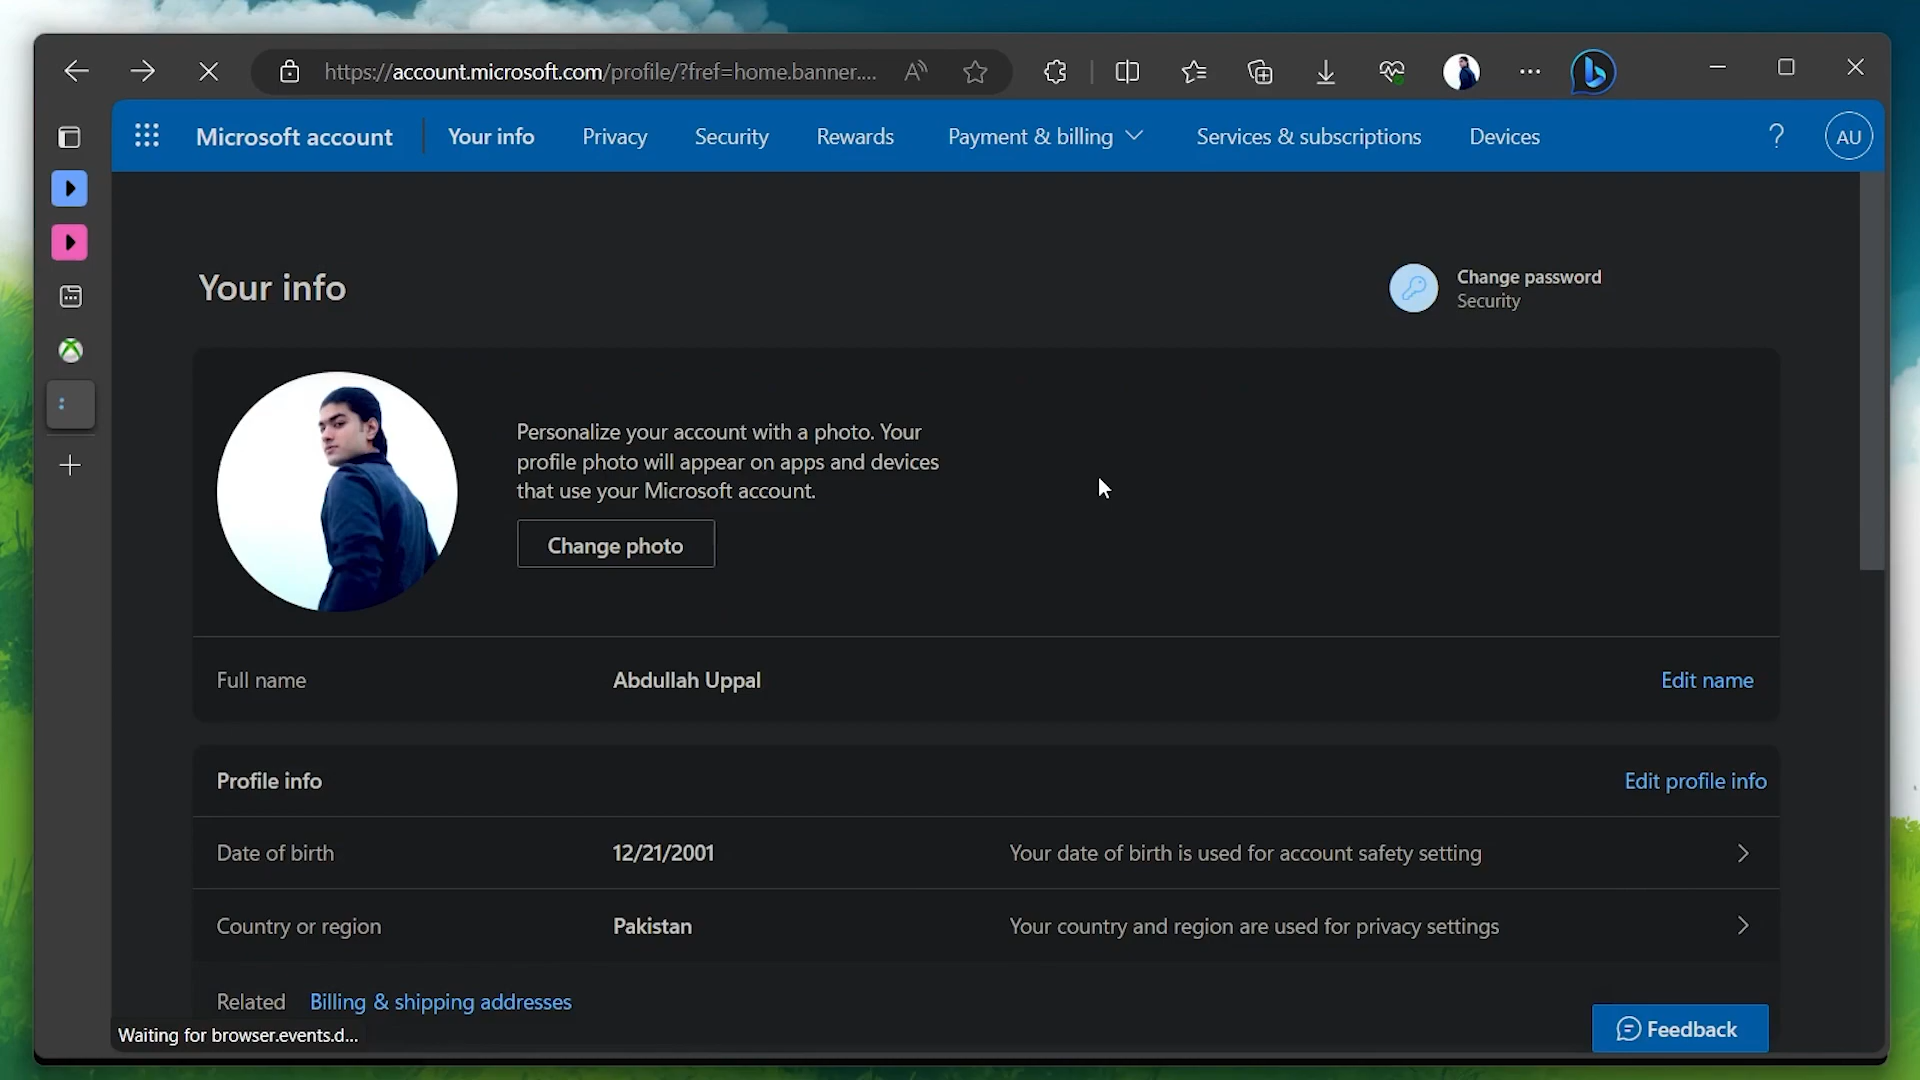 https://account.microsoft.com/profile/?fref=home.banner....
Microsoft account
Your info
Privacy
Security
Rewards
Payment & billing
Services & subscriptions
Devices
?
AU
Your info
Change password
Security
Personalize your account with a photo. Your
profile photo will appear on apps and devices
that use your Microsoft account.
Change photo
Full name
Abdullah Uppal
Edit name
Profile info
Edit profile info
Date of birth
12/21/2001
Your date of birth is used for account safety setting
Country or region
Pakistan
Your country and region are used for privacy settings
Related
Billing & shipping addresses
Waiting for browser.events.d...
Feedback